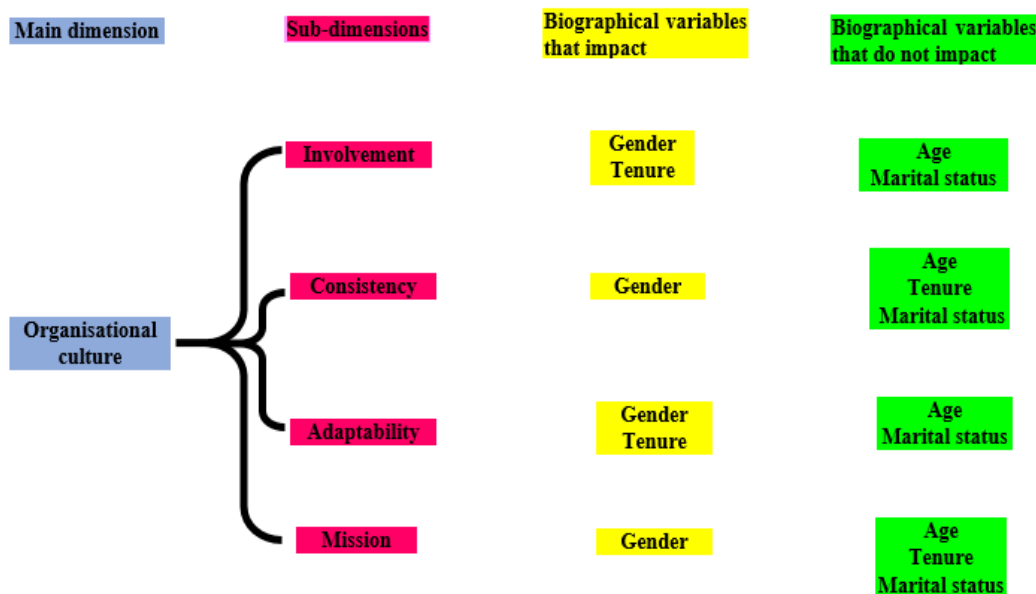 Main dimension
Sub-dimensions
Biographical variables
that impact
Biographical variables
that do not impact
Involvement
Gender
Tenure
Age
Marital status
Organisational
culture
Consistency
Gender
Age
Tenure
Marital status
Adaptability
Gender
Tenure
Age
Marital status
Mission
Gender
Age
Tenure
Marital status